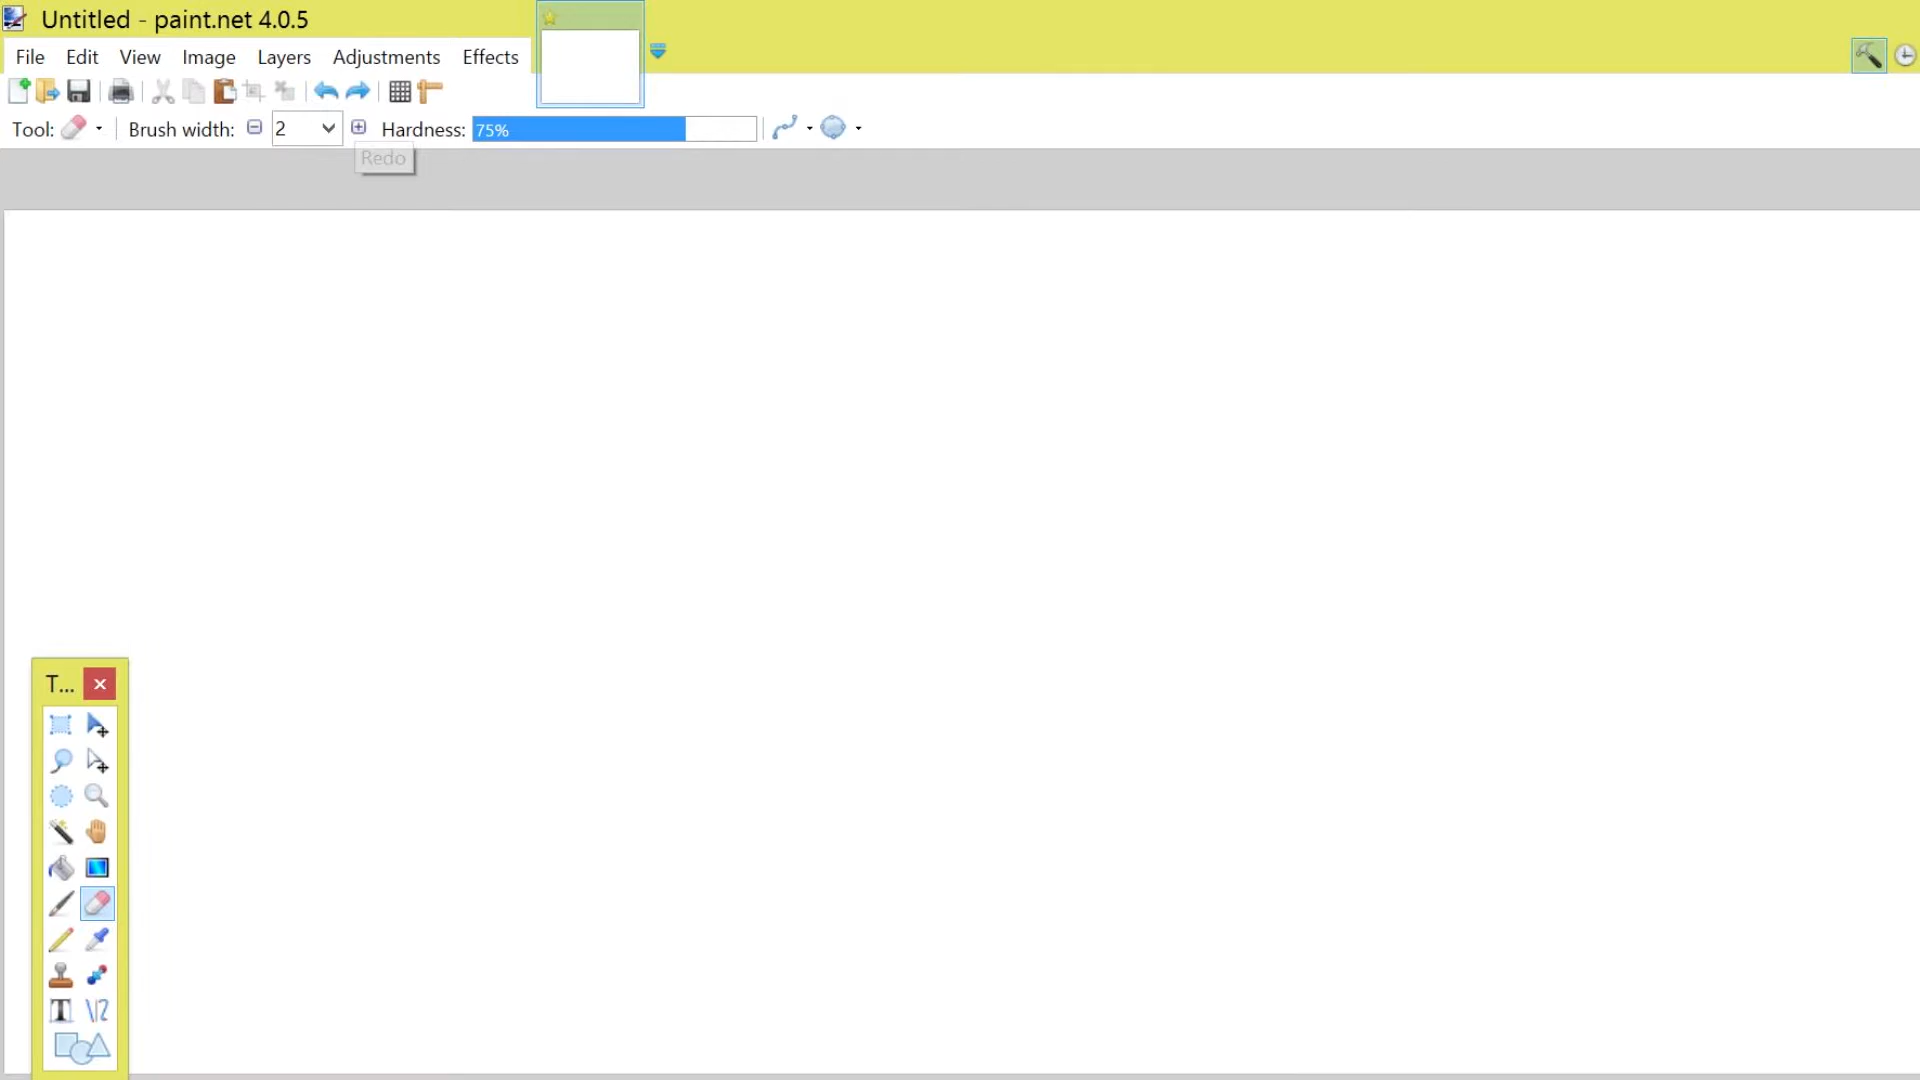 Untitled - paint.net 4.0.5
File Edit View Image Layers Adjustments Effects
Tool: Brush width: 2 Hardness: 75%
Redo
T...